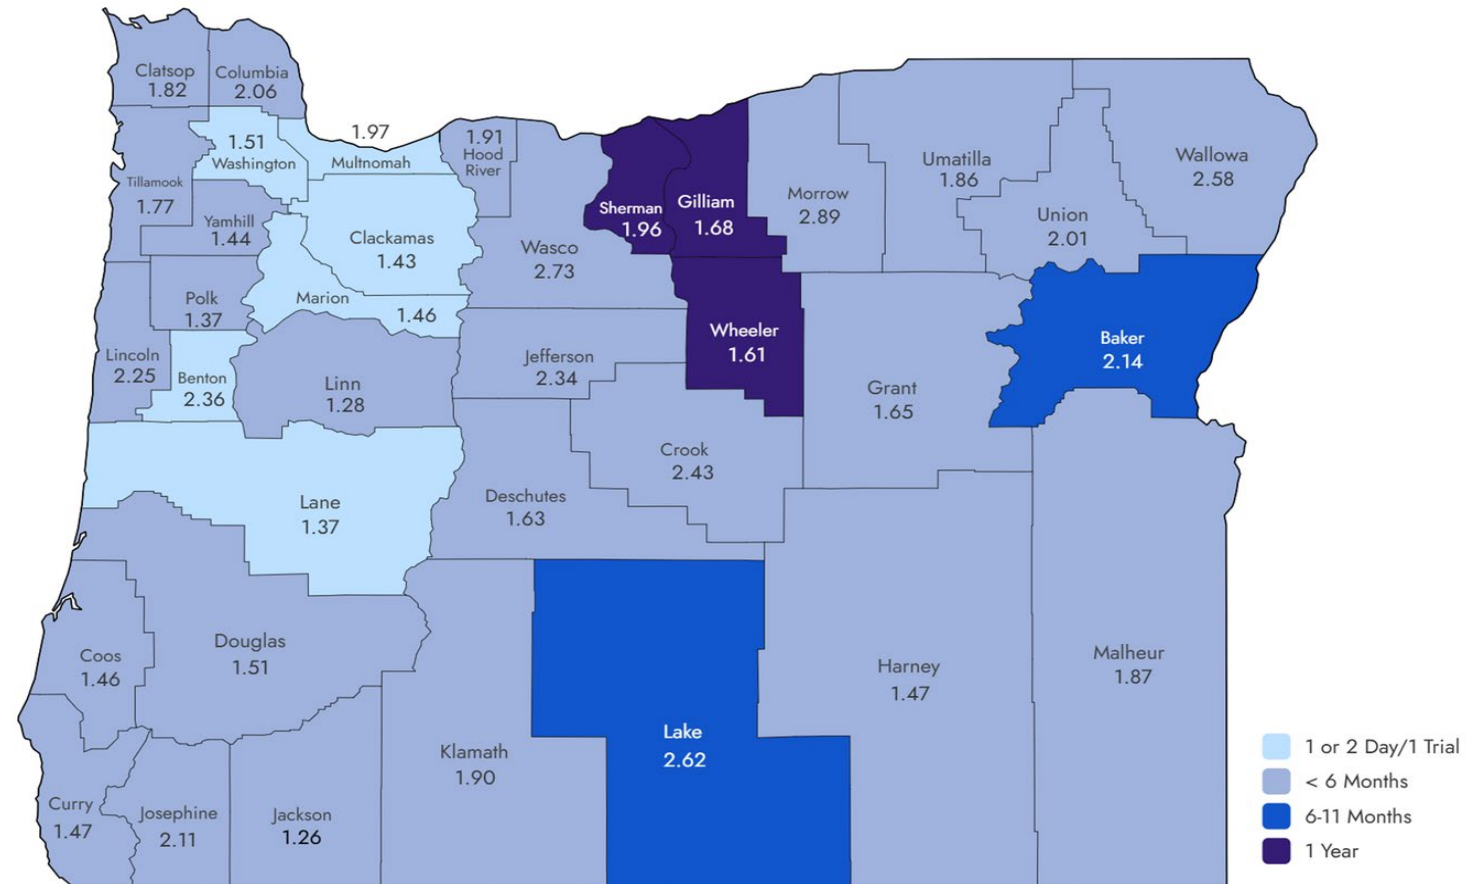 Clatsop
1.82
Columbia
2.06
1.51
Washington
1.97
Multnomah
1.91
Hood
River
Tillamook
1.77
Yamhill
1.44
Clackamas
1.43
Wasco
2.73
Sherman
1.96
Gilliam
1.68
Morrow
2.89
Umatilla
1.86
Union
2.01
Wallowa
2.58
Polk
1.37
Marion
1.46
Lincoln
2.25
Benton
2.36
Linn
1.28
Jefferson
2.34
Wheeler
1.61
Grant
1.65
Baker
2.14
Lane
1.37
Deschutes
1.63
Crook
2.43
Coos
1.46
Douglas
1.51
Klamath
1.90
Lake
2.62
Harney
1.47
Malheur
1.87
Curry
1.47
Josephine
2.11
Jackson
1.26
1 or 2 Day/1 Trial
< 6 Months
6-11 Months
1 Year